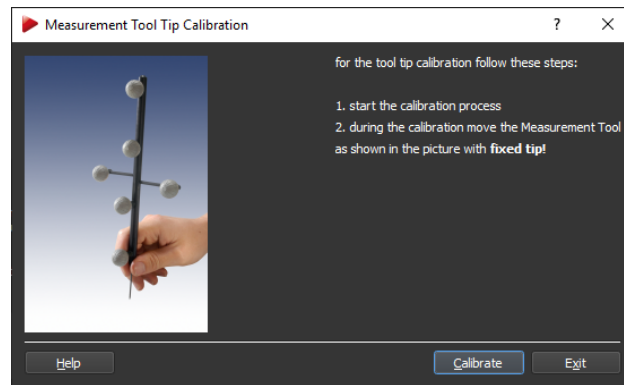 Measurement Tool Tip Calibration
?
for the tool tip calibration follow these steps:
1. start the calibration process
2. during the calibration move the Measurement Tool
as shown in the picture with fixed tip!
Help
Calibrate
Exit